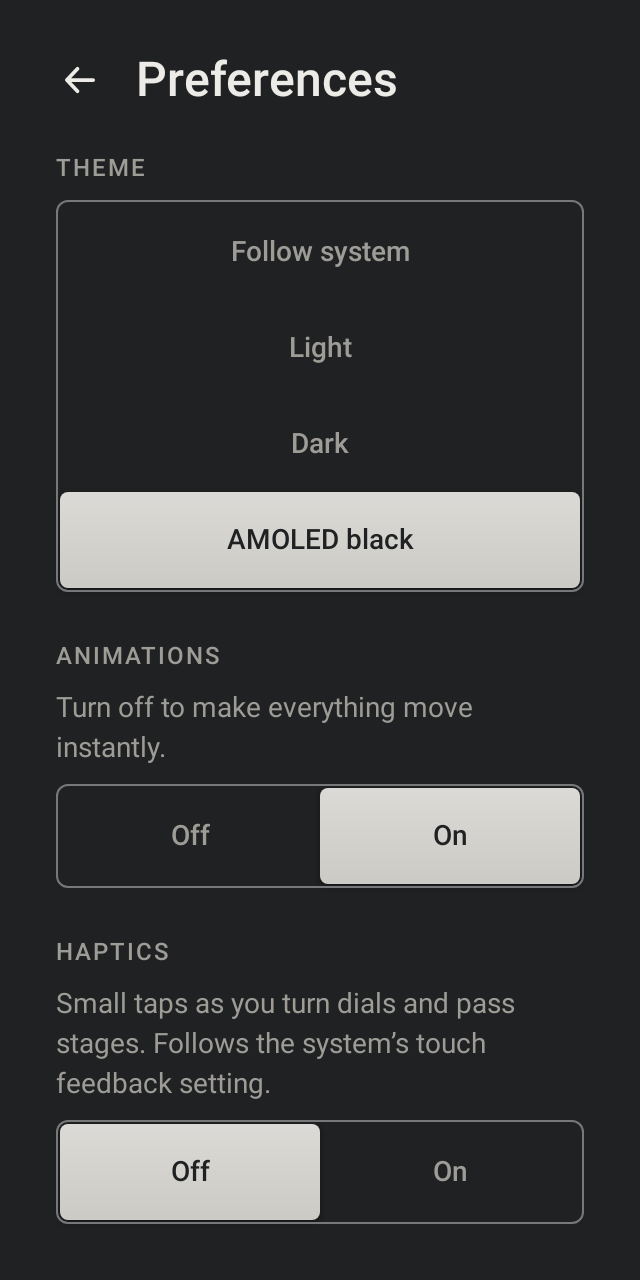 Preferences
THEME
Follow system
Light
Dark
AMOLED black
ANIMATIONS
Turn off to make everything move
instantly.
Off
On
HAPTICS
Small taps as you turn dials and pass
stages. Follows the system’s touch
feedback setting.
Off
On